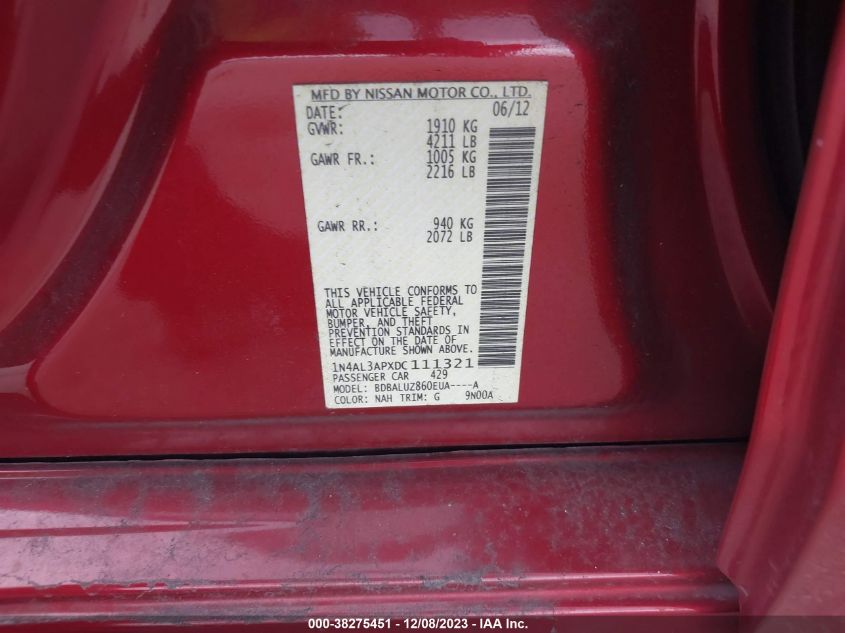 MFD BY NISSAN MOTOR CO., LTD.
DATE: 06/12
GVWR: 1910 KG
4211 LB
GAWR FR.: 1005 KG
2216 LB
GAWR RR.: 940 KG
2072 LB
THIS VEHICLE CONFORMS TO
ALL APPLICABLE FEDERAL
MOTOR VEHICLE SAFETY,
BUMPER, AND THEFT
PREVENTION STANDARDS IN
EFFECT ON THE DATE OF
MANUFACTURE SHOWN ABOVE.
1N4AL3APXDC111321
PASSENGER CAR 429
MODEL: BDBALUZ860EUA----A
COLOR: NAH TRIM: G 9N00A
000-38275451 - 12/08/2023 - IAA Inc.